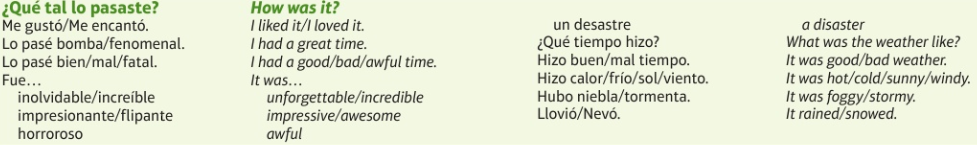 ¿Qué tal lo pasaste? How was it?
Me gustó/Me encantó. I liked it/I loved it.
Lo pasé bomba/fenomenal. I had a great time.
Lo pasé bien/mal/fatal. I had a good/bad/awful time.
Fue… It was…
inolvidable/increíble unforgettable/incredible
impresionante/flipante impressive/awesome
horroroso awful
un desastre a disaster
¿Qué tiempo hizo? What was the weather like?
Hizo buen/mal tiempo. It was good/bad weather.
Hizo calor/frío/sol/viento. It was hot/cold/sunny/windy.
Hubo niebla/tormenta. It was foggy/stormy.
Llovió/Nevó. It rained/snowed.